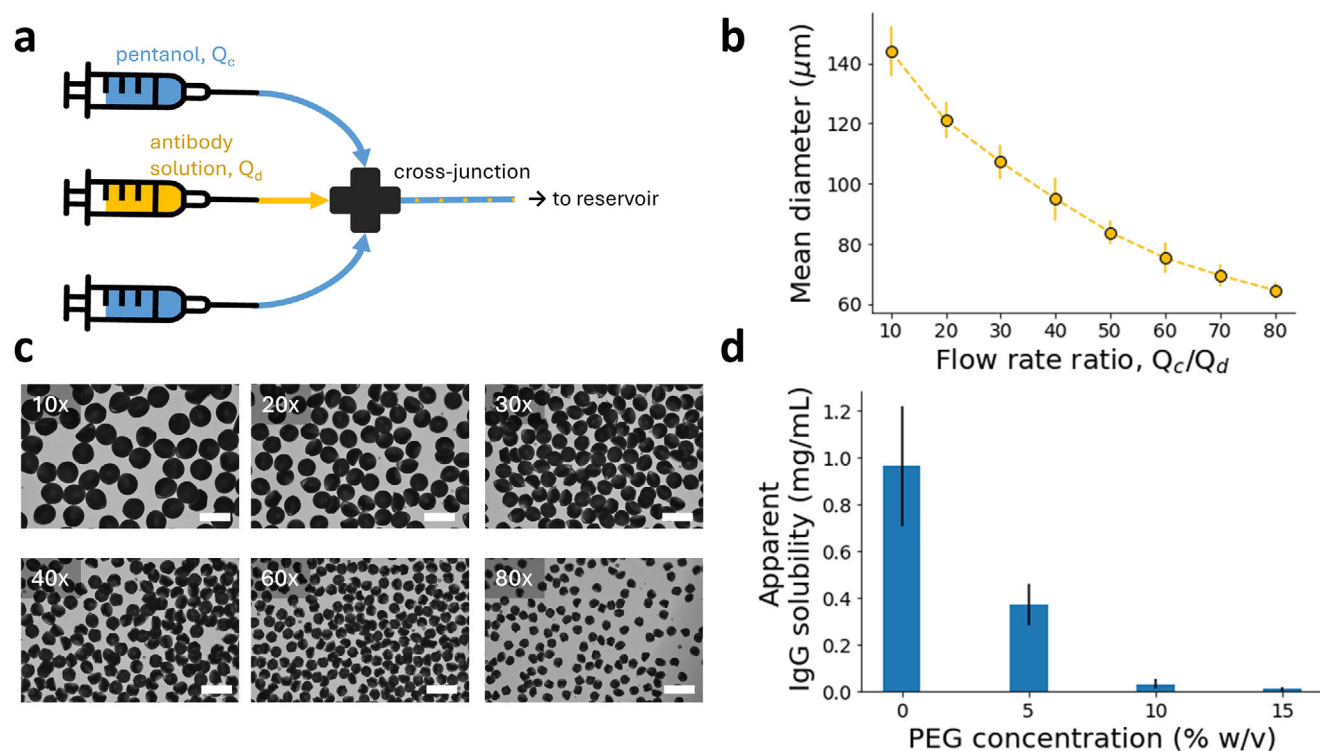 a
pentanol, Qc
antibody
solution, Qd
cross-junction
→ to reservoir
b
Mean diameter (μm)
140
120
100
80
60
10 20 30 40 50 60 70 80
Flow rate ratio, Qc/Qd
c
10x
20x
30x
40x
60x
80x
d
Apparent
IgG solubility (mg/mL)
1.2
1.0
0.8
0.6
0.4
0.2
0.0
0 5 10 15
PEG concentration (% w/v)